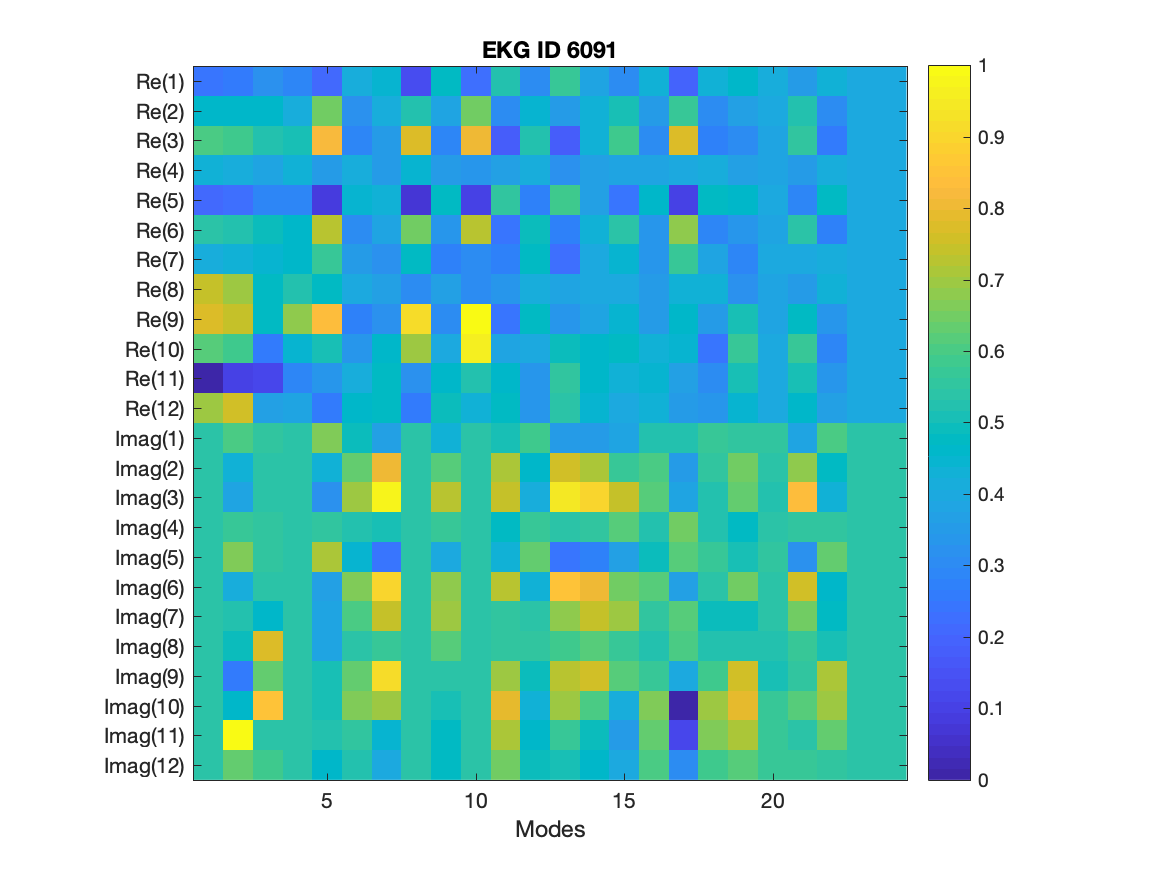 EKG ID 6091
Re(1)
Re(2)
Re(3)
Re(4)
Re(5)
Re(6)
Re(7)
Re(8)
Re(9)
Re(10)
Re(11)
Re(12)
Imag(1)
Imag(2)
Imag(3)
Imag(4)
Imag(5)
Imag(6)
Imag(7)
Imag(8)
Imag(9)
Imag(10)
Imag(11)
Imag(12)
5 10 15 20
Modes
1
0.9
0.8
0.7
0.6
0.5
0.4
0.3
0.2
0.1
0